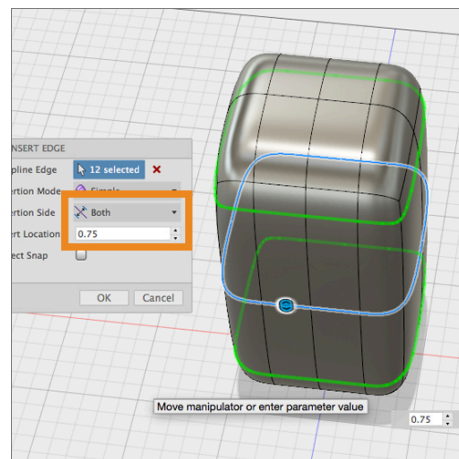 INSERT EDGE
pline Edge 12 selected
ertion Mode Simple
ertion Side Both
ert Location 0.75
ect Snap
OK Cancel
Move manipulator or enter parameter value
0.75